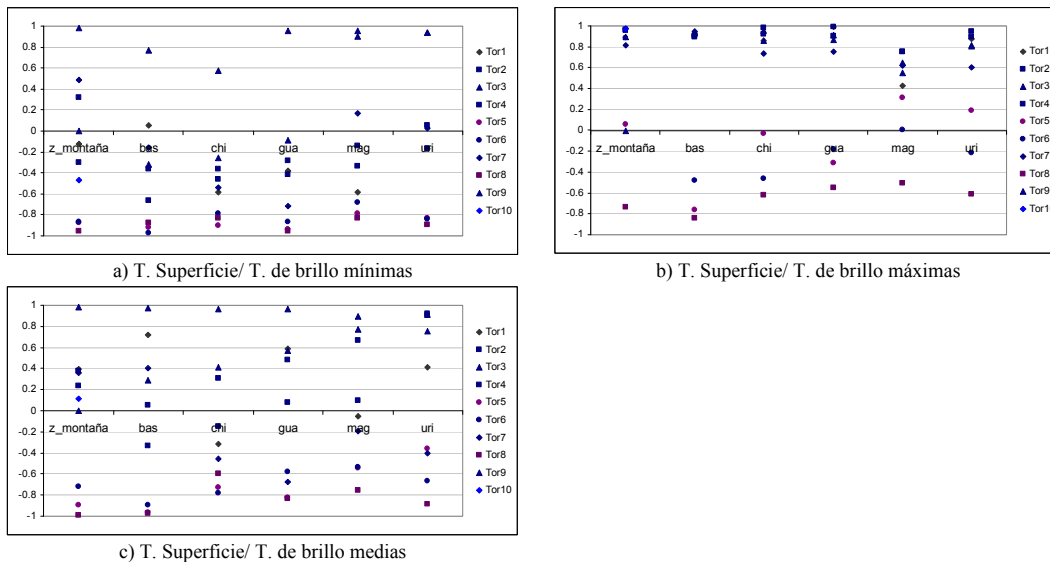 1
0.8
0.6
0.4
0.2
0
-0.2
-0.4
-0.6
-0.8
-1
z_montaña bas chi gua mag uri
Tor1
Tor2
Tor3
Tor4
Tor5
Tor6
Tor7
Tor8
Tor9
Tor10
a) T. Superficie/ T. de brillo mínimas
1
0.8
0.6
0.4
0.2
0
-0.2
-0.4
-0.6
-0.8
-1
z_montaña bas chi gua mag uri
Tor1
Tor2
Tor3
Tor4
Tor5
Tor6
Tor7
Tor8
Tor9
Tor1
b) T. Superficie/ T. de brillo máximas
1
0.8
0.6
0.4
0.2
0
-0.2
-0.4
-0.6
-0.8
-1
z_montaña bas chi gua mag uri
Tor1
Tor2
Tor3
Tor4
Tor5
Tor6
Tor7
Tor8
Tor9
Tor10
c) T. Superficie/ T. de brillo medias